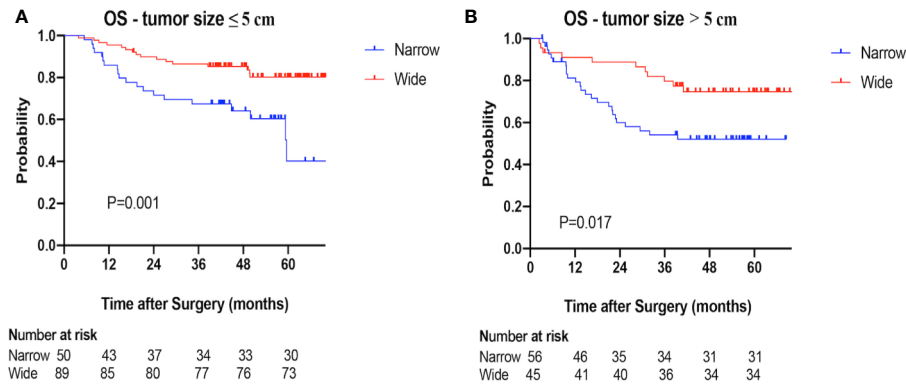 A
OS - tumor size ≤ 5 cm
1.0
0.8
0.6
0.4
0.2
0.0
Probability
P=0.001
Narrow
Wide
0 12 24 36 48 60
Time after Surgery (months)
Number at risk
Narrow 50 43 37 34 33 30
Wide 89 85 80 77 76 73
B
OS - tumor size > 5 cm
1.0
0.8
0.6
0.4
0.2
0.0
Probability
P=0.017
Narrow
Wide
0 12 24 36 48 60
Time after Surgery (months)
Number at risk
Narrow 56 46 35 34 31 31
Wide 45 41 40 36 34 34